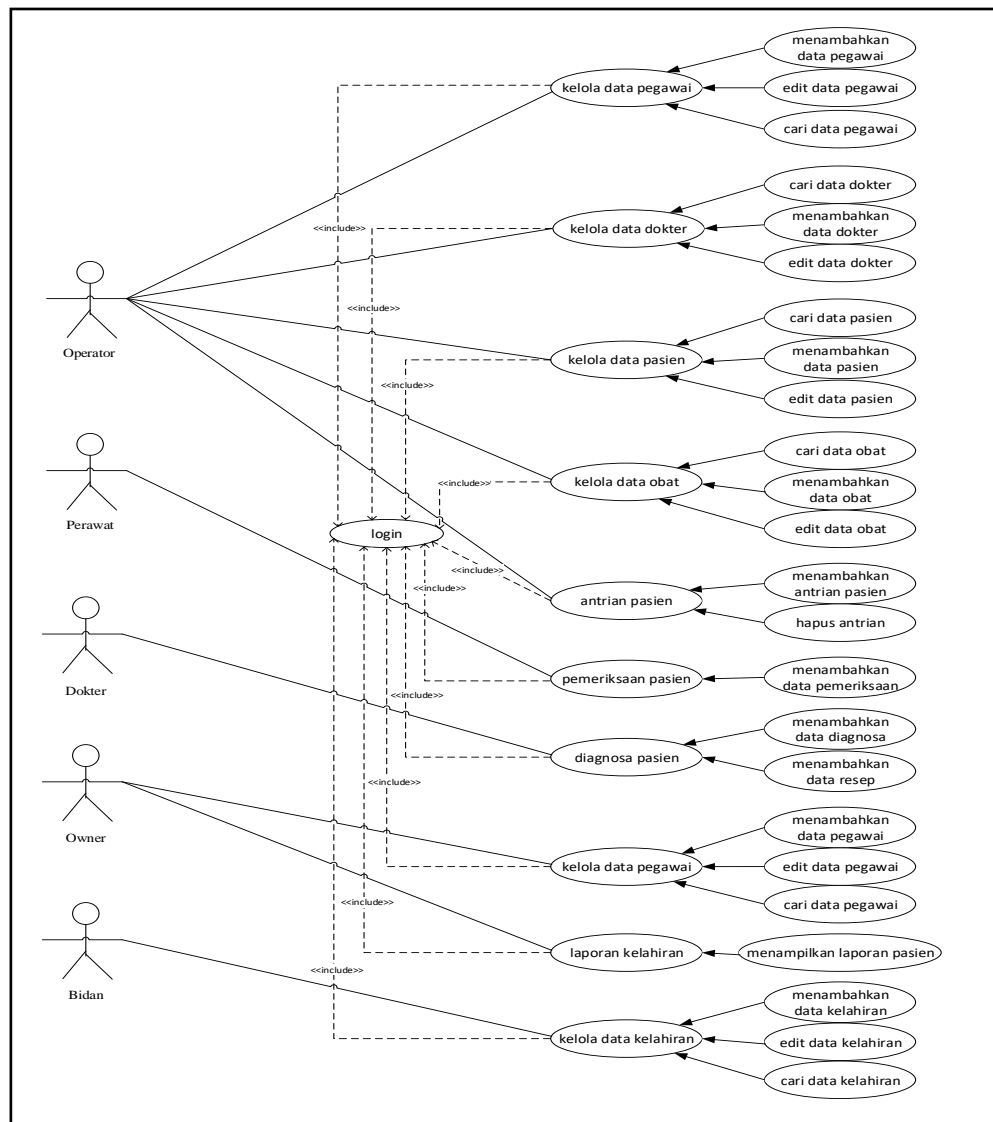 menambahkan
data pegawai
kelola data pegawai
edit data pegawai
cari data pegawai
cari data dokter
<<include>>
kelola data dokter
menambahkan
data dokter
edit data dokter
Operator
<<include>>
cari data pasien
kelola data pasien
menambahkan
data pasien
<<include>>
edit data pasien
Perawat
cari data obat
<<include>>
kelola data obat
menambahkan
data obat
edit data obat
login
<<include>>
menambahkan
antrian pasien
antrian pasien
hapus antrian
<<include>>
Dokter
pemeriksaan pasien
menambahkan
data pemeriksaan
<<include>>
menambahkan
data diagnosa
diagnosa pasien
menambahkan
data resep
<<include>>
Owner
menambahkan
data pegawai
kelola data pegawai
edit data pegawai
<<include>>
cari data pegawai
Bidan
laporan kelahiran
menampilkan laporan pasien
<<include>>
menambahkan
data kelahiran
kelola data kelahiran
edit data kelahiran
cari data kelahiran